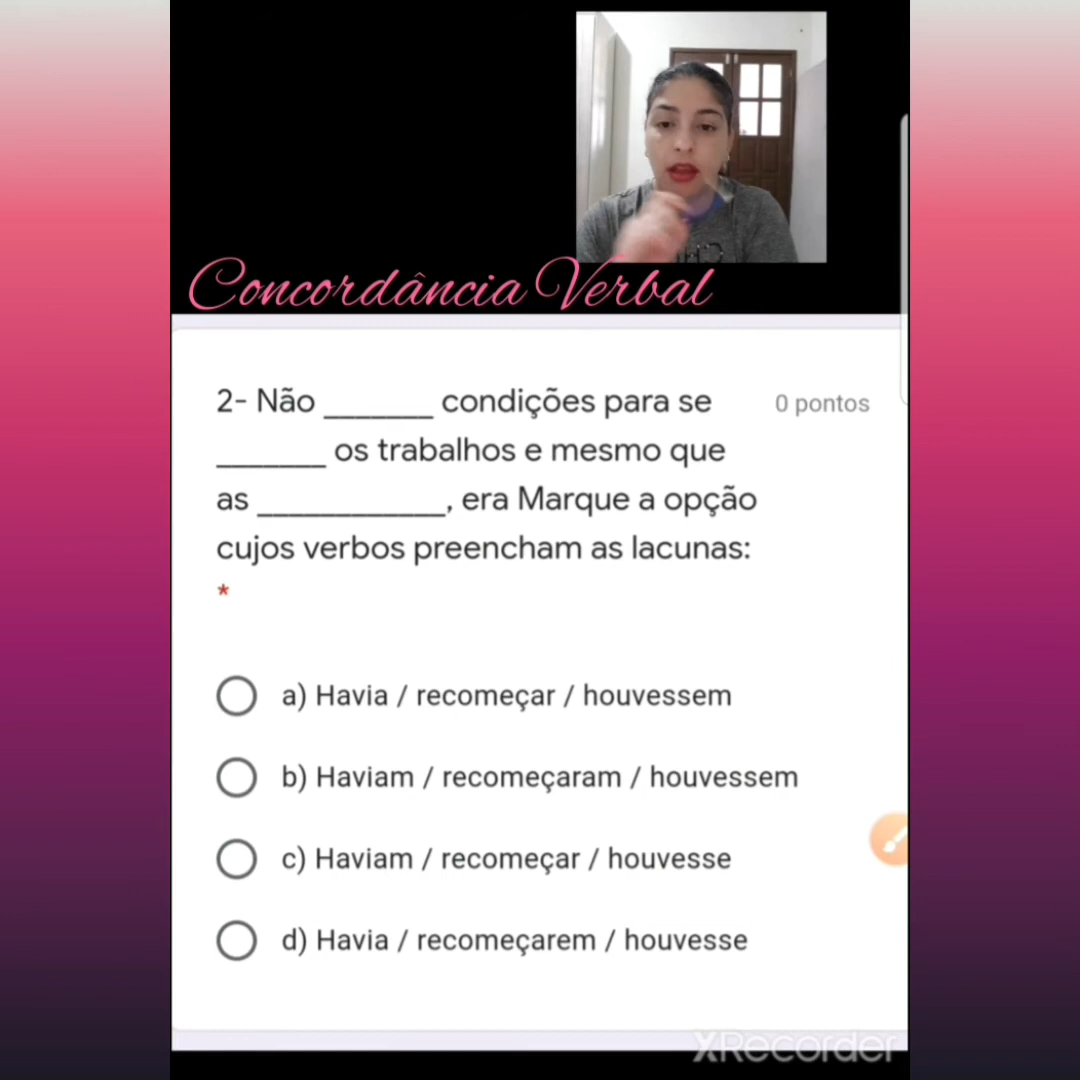 Concordância Verbal
2- Não _______ condições para se
0 pontos
_______ os trabalhos e mesmo que
as ____________, era Marque a opção
cujos verbos preencham as lacunas:
*
a) Havia / recomeçar / houvessem
b) Haviam / recomeçaram / houvessem
c) Haviam / recomeçar / houvesse
d) Havia / recomeçarem / houvesse
XRecorder